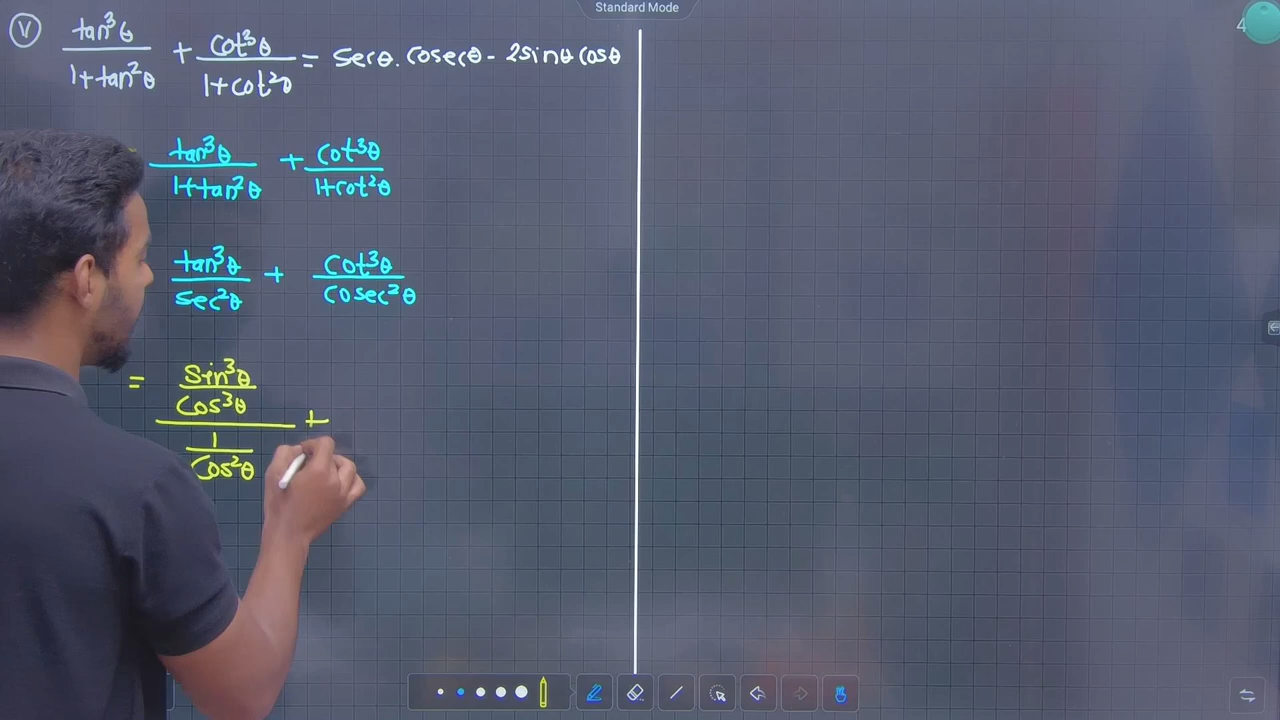 Standard Mode
4
V tan³θ/1+tan²θ + cot³θ/1+cot²θ = secθ. cosecθ - 2sinθ cosθ
tan³θ/1+tan²θ + cot³θ/1+cot²θ
tan³θ/sec²θ + cot³θ/cosec²θ
= sin³θ/cos³θ / 1/cos²θ +